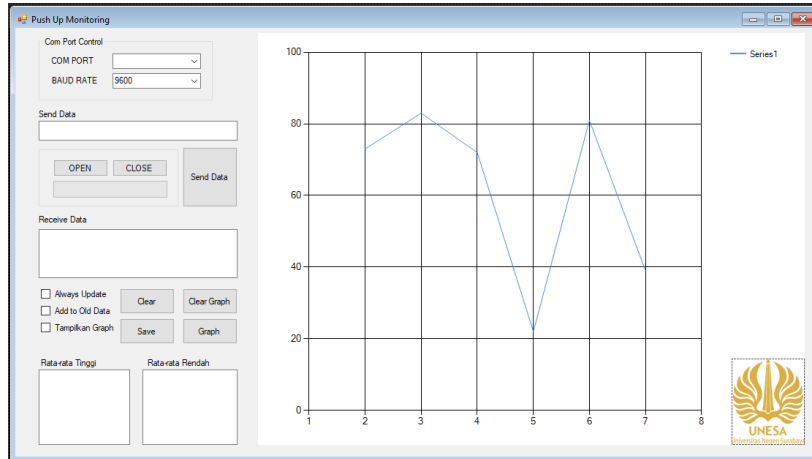 Push Up Monitoring
Com Port Control
COM PORT
BAUD RATE 9600
Send Data
OPEN CLOSE
Send Data
Receive Data
Always Update
Add to Old Data
Tampilkan Graph
Clear Clear Graph
Save Graph
Rata-rata Tinggi Rata-rata Rendah
100
80
60
40
20
0
1 2 3 4 5 6 7 8
Series1
UNESA
Universitas Negeri Surabaya